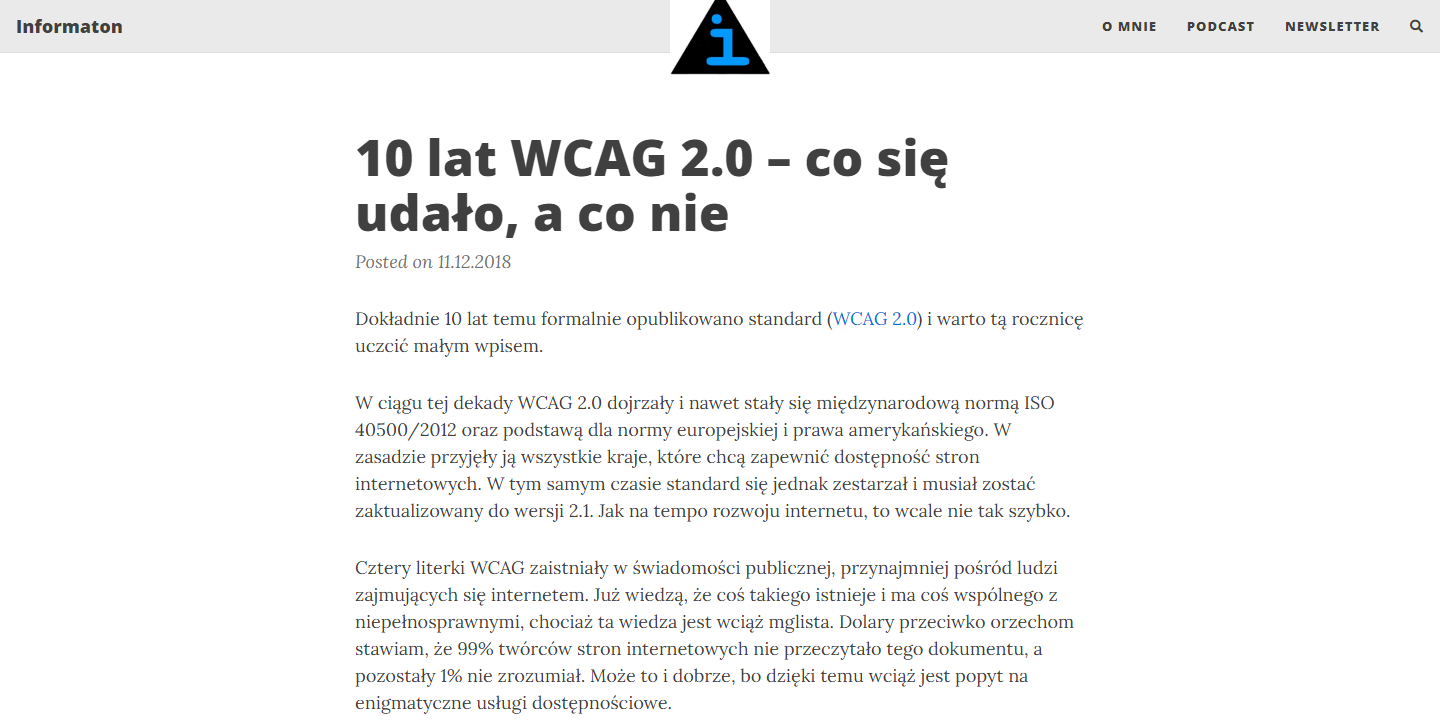 Informaton
i
O MNIE
PODCAST
NEWSLETTER
10 lat WCAG 2.0 – co się
udało, a co nie
Posted on 11.12.2018
Dokładnie 10 lat temu formalnie opublikowano standard (WCAG 2.0) i warto tą rocznicę
uczcić małym wpisem.
W ciągu tej dekady WCAG 2.0 dojrzały i nawet stały się międzynarodową normą ISO
40500/2012 oraz podstawą dla normy europejskiej i prawa amerykańskiego. W
zasadzie przyjęły ją wszystkie kraje, które chcą zapewnić dostępność stron
internetowych. W tym samym czasie standard się jednak zestarzał i musiał zostać
zaktualizowany do wersji 2.1. Jak na tempo rozwoju internetu, to wcale nie tak szybko.
Cztery literki WCAG zaistniały w świadomości publicznej, przynajmniej pośród ludzi
zajmujących się internetem. Już wiedzą, że coś takiego istnieje i ma coś wspólnego z
niepełnosprawnymi, chociaż ta wiedza jest wciąż mglista. Dolary przeciwko orzechom
stawiam, że 99% twórców stron internetowych nie przeczytało tego dokumentu, a
pozostały 1% nie zrozumiał. Może to i dobrze, bo dzięki temu wciąż jest popyt na
enigmatyczne usługi dostępnościowe.